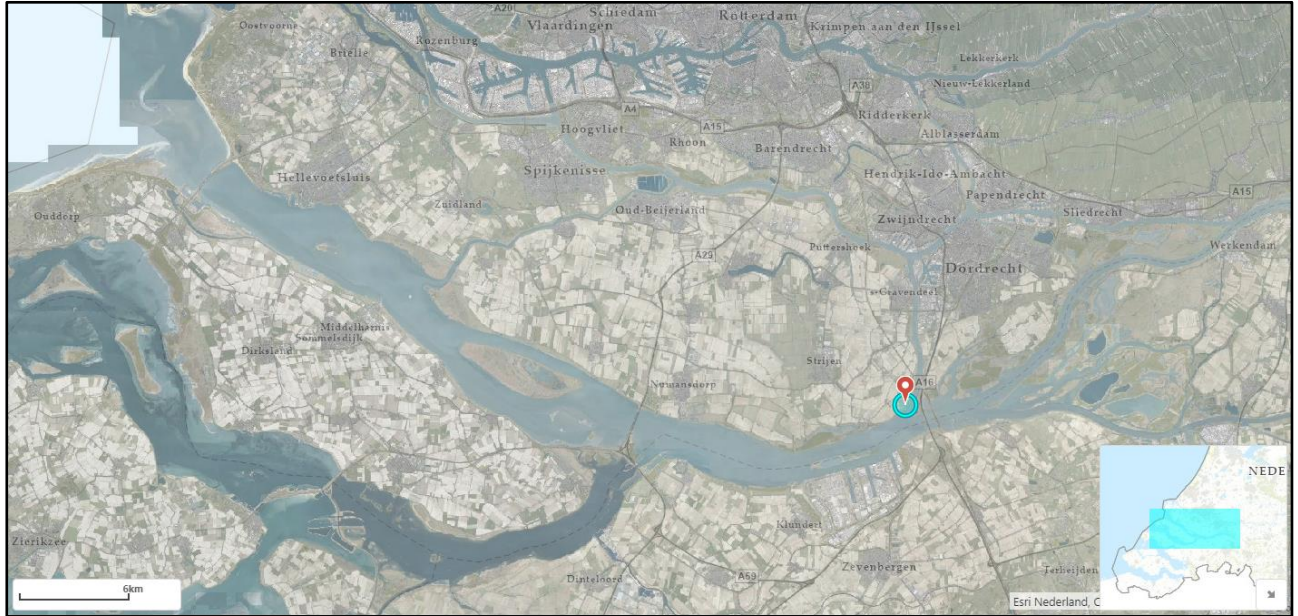 A20
Schiedam
Rotterdam
Vlaardingen
Krimpen aan den IJssel
Oostvoorne
Rozenburg
Brielle
Lekkerkerk
Nieuw-Lekkerland
A38
A4
A15
Hoogvliet
Ridderkerk
Rhoon
Alblasserdam
Barendrecht
Spijkenisse
Hellevoetsluis
Hendrik-Ido-Ambacht
Papendrecht
A15
Zuidland
Oud-Beijerland
Ouddorp
Zwijndrecht
Sliedrecht
Puttershoek
Werkendam
A29
Dordrecht
's-Gravendeel
Middelharnis
Sommelsdijk
Dirksland
Strijen
Numansdorp
A16
NEDE
Klundert
Zierikzee
Zevenbergen
Terheijden
Dinteloord
A59
6km
Esri Nederland, C